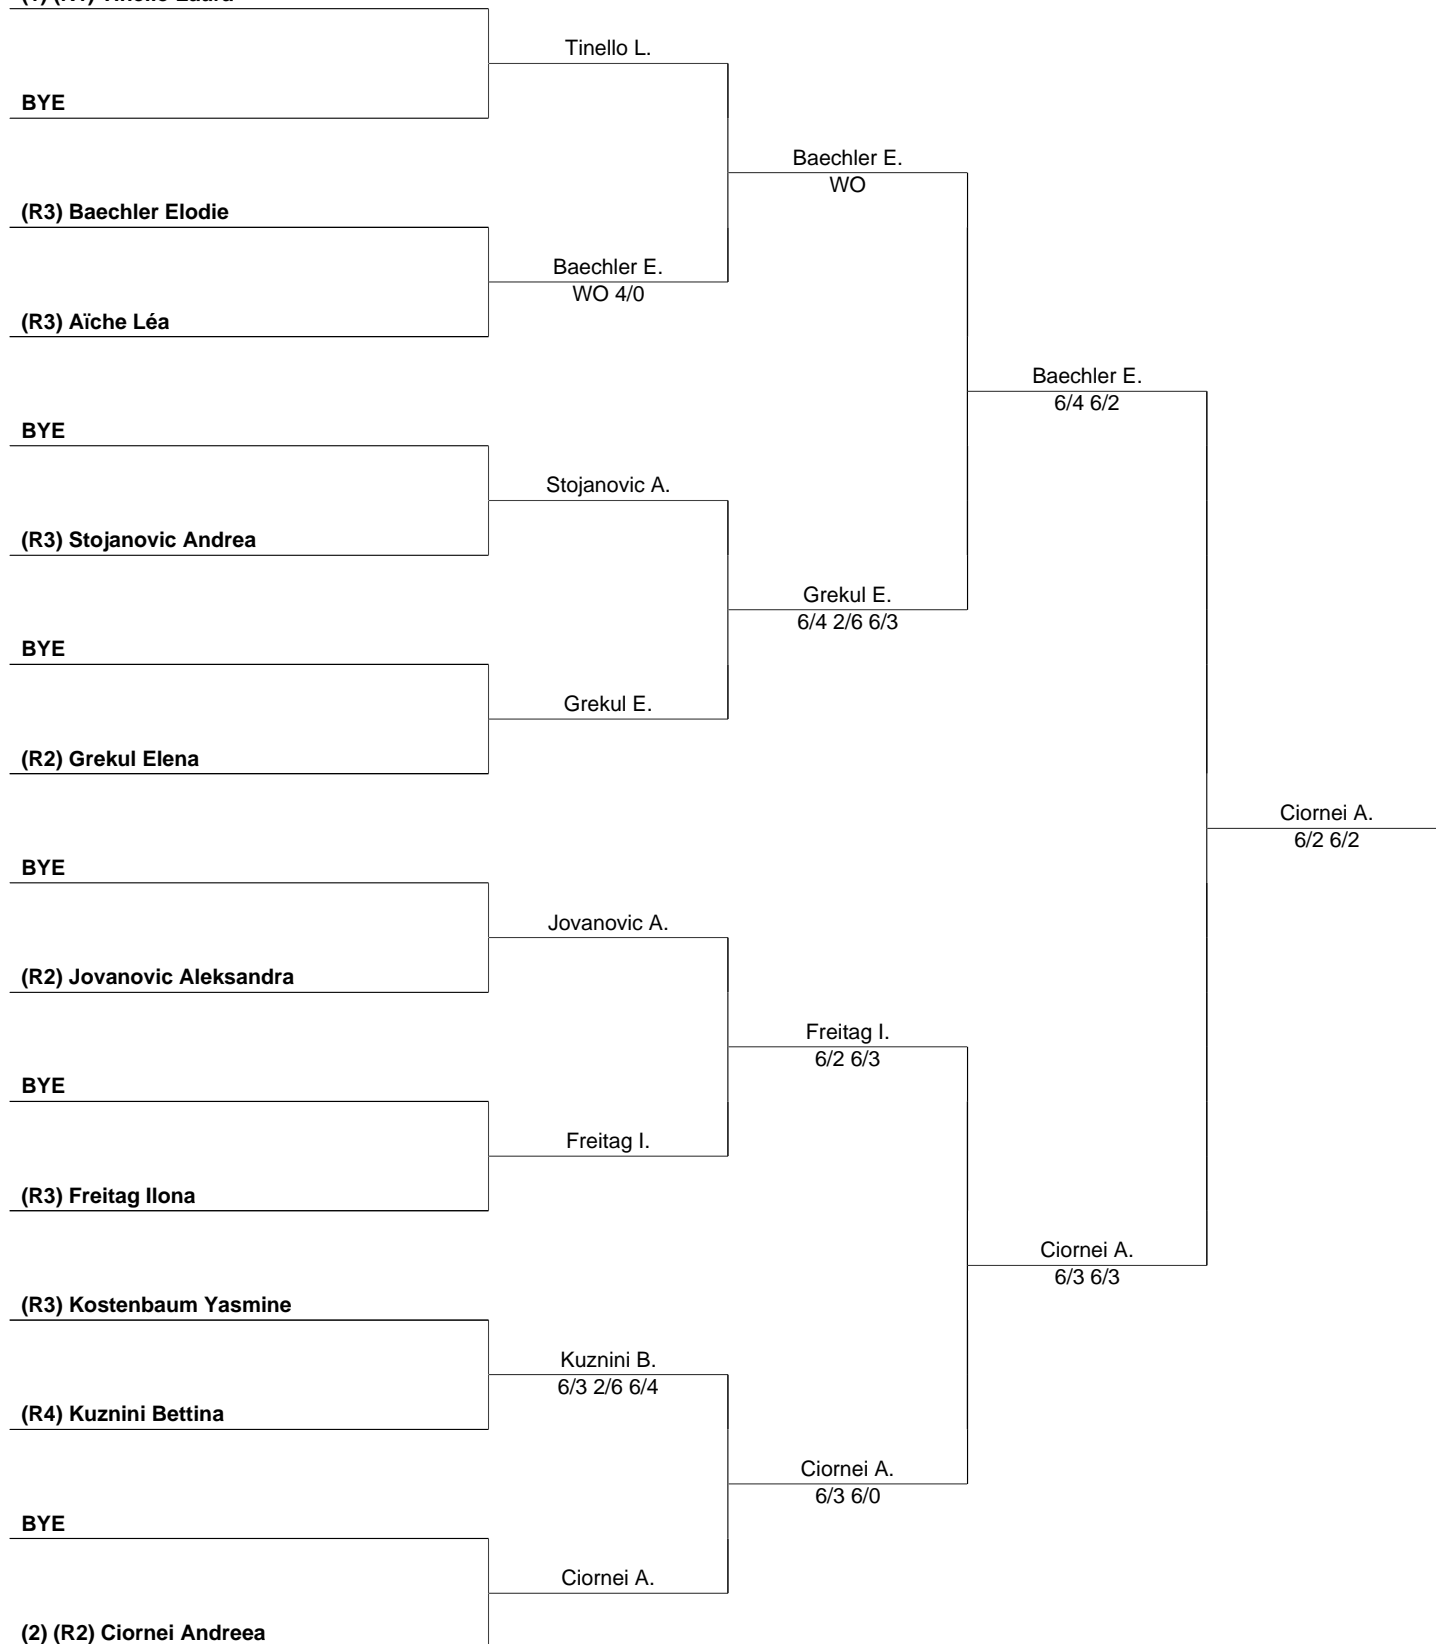 Tinello L.
BYE
Baechler E.
WO
(R3) Baechler Elodie
Baechler E.
WO 4/0
(R3) Aïche Léa
Baechler E.
6/4 6/2
BYE
Stojanovic A.
(R3) Stojanovic Andrea
Grekul E.
6/4 2/6 6/3
BYE
Grekul E.
(R2) Grekul Elena
Ciornei A.
6/2 6/2
BYE
Jovanovic A.
(R2) Jovanovic Aleksandra
Freitag I.
6/2 6/3
BYE
Freitag I.
(R3) Freitag Ilona
Ciornei A.
6/3 6/3
(R3) Kostenbaum Yasmine
Kuznini B.
6/3 2/6 6/4
(R4) Kuznini Bettina
Ciornei A.
6/3 6/0
BYE
Ciornei A.
(2) (R2) Ciornei Andreea